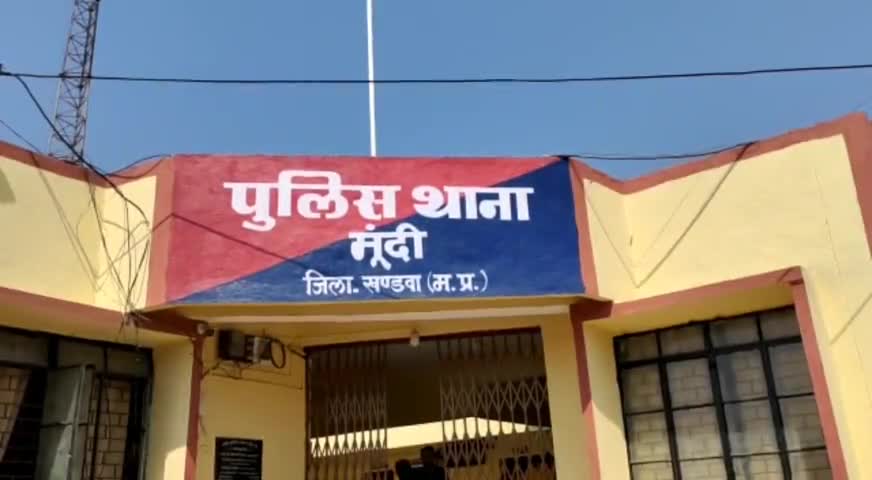 पुलिस थाना
मूंदी
जिला. खण्डवा (म.प्र.)